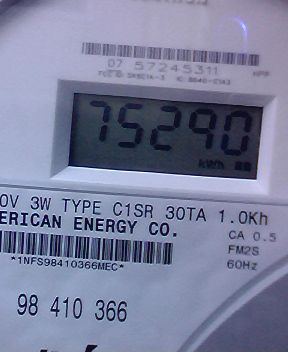 07 57245311
75290
kWh
0V 3W TYPE C1SR 30TA 1.0Kh
ERICAN ENERGY CO.
CA 0.5
FM2S
*1NFS98410366MEC*
60Hz
98 410 366